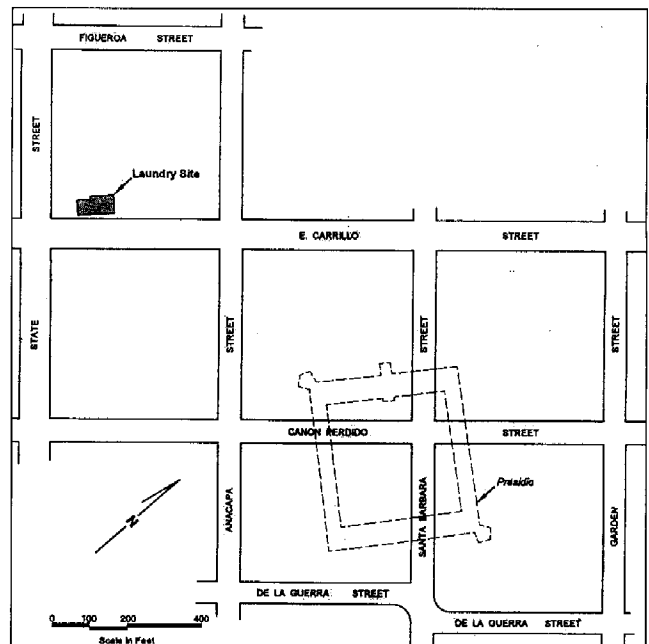 FIGUEROA STREET
STREET
Laundry Site
E. CARRILLO STREET
STATE
STREET
STREET
STREET
CANON PERDIDO STREET
Presidio
ANACAPA
SANTA BARBARA
GARDEN
N
DE LA GUERRA STREET
DE LA GUERRA STREET
0 100 200 400
Scale in Feet